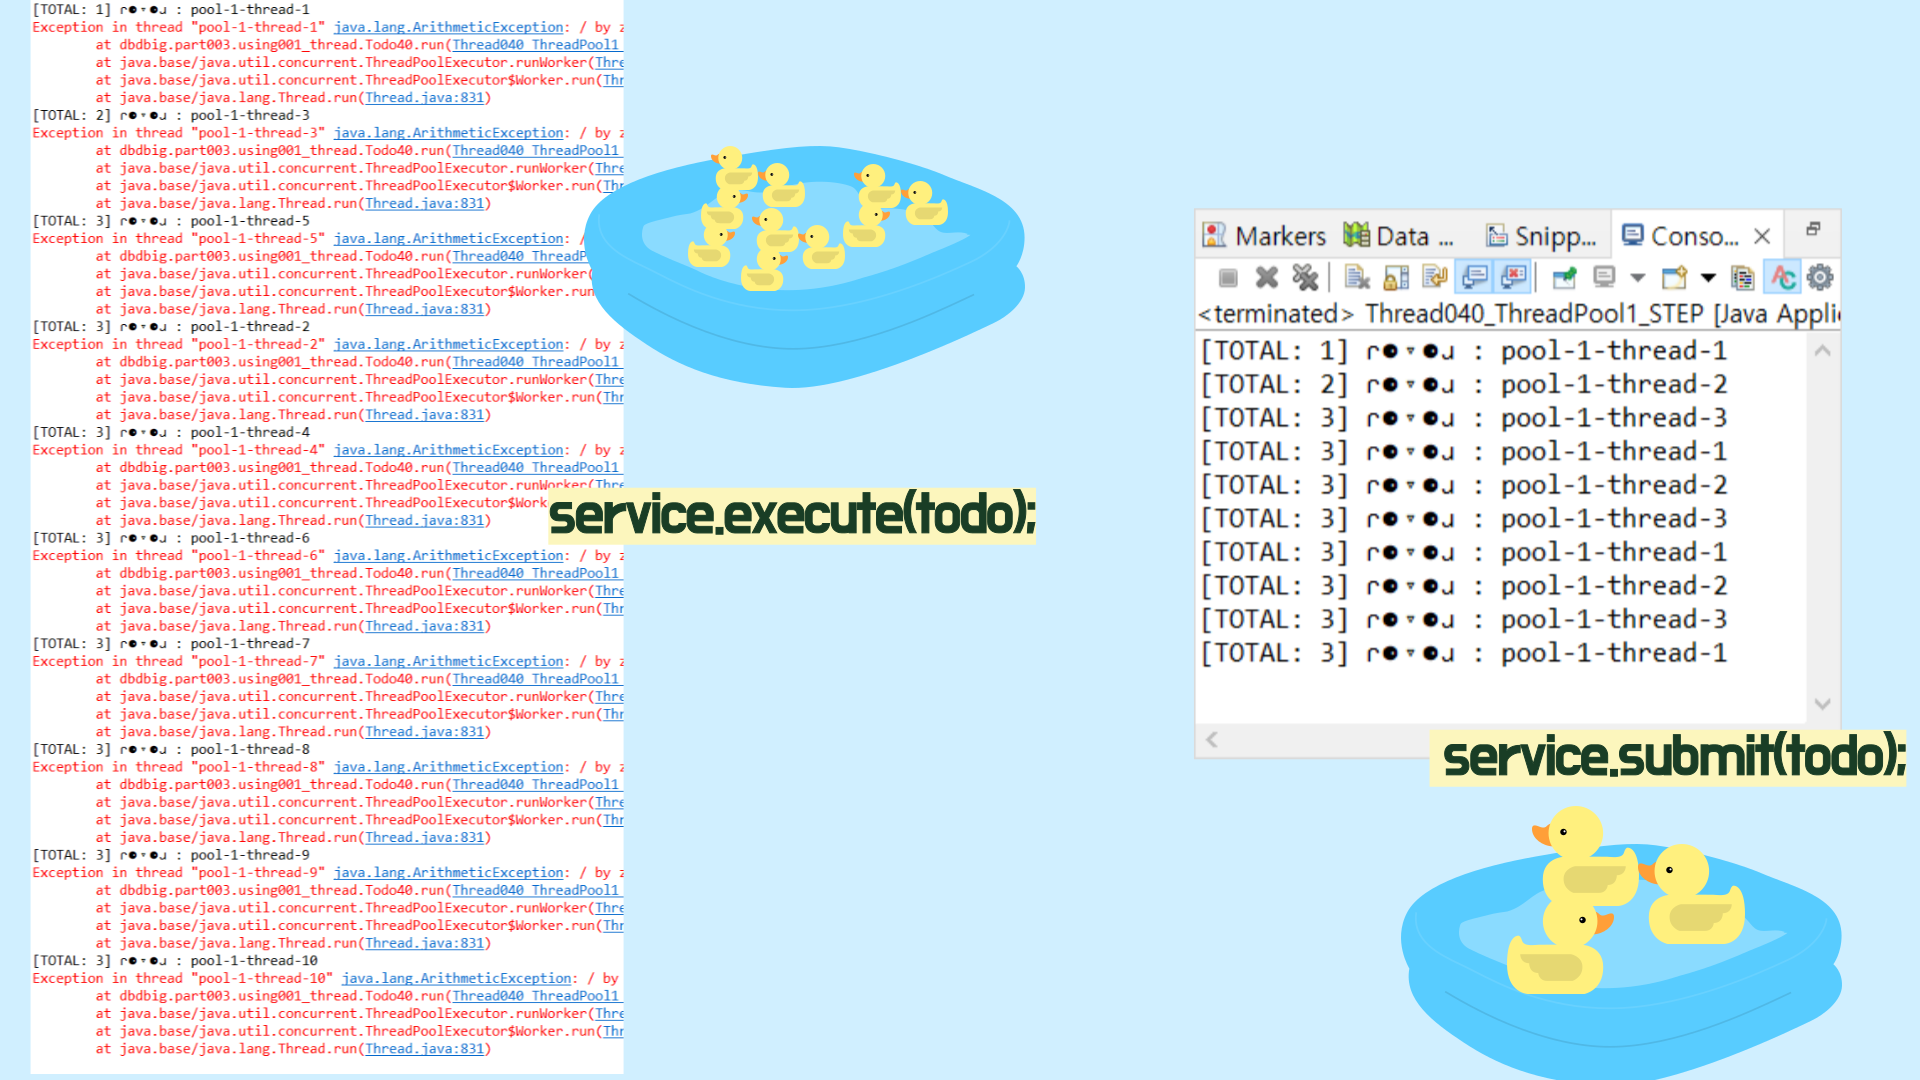 [TOTAL: 1] ՐՇ•▾•Ն : pool-1-thread-1
Exception in thread "pool-1-thread-1" java.lang.ArithmeticException: / by z
at dbdbig.part003.using001_thread.Todo40.run(Thread040_ThreadPool1
at java.base/java.util.concurrent.ThreadPoolExecutor.runWorker(Thre
at java.base/java.util.concurrent.ThreadPoolExecutor$Worker.run(Thr
at java.base/java.lang.Thread.run(Thread.java:831)
[TOTAL: 2] : pool-1-thread-3
Exception in thread "pool-1-thread-3" java.lang.ArithmeticException: / by z
at dbdbig.part003.using001_thread.Todo40.run(Thread040_ThreadPool1
at java.base/java.util.concurrent.ThreadPoolExecutor.runWorker(Thre
at java.base/java.util.concurrent.ThreadPoolExecutor$Worker.run(Thr
at java.base/java.lang.Thread.run(Thread.java:831)
[TOTAL: 3] : pool-1-thread-5
Exception in thread "pool-1-thread-5" java.lang.ArithmeticException: /
at dbdbig.part003.using001_thread.Todo40.run(Thread040_ThreadPool
at java.base/java.util.concurrent.ThreadPoolExecutor.runWorker(
at java.base/java.util.concurrent.ThreadPoolExecutor$Worker.run
at java.base/java.lang.Thread.run(Thread.java:831)
[TOTAL: 3] : pool-1-thread-2
Exception in thread "pool-1-thread-2" java.lang.ArithmeticException: / by z
at dbdbig.part003.using001_thread.Todo40.run(Thread040_ThreadPool1
at java.base/java.util.concurrent.ThreadPoolExecutor.runWorker(Thre
at java.base/java.util.concurrent.ThreadPoolExecutor$Worker.run(Thr
at java.base/java.lang.Thread.run(Thread.java:831)
[TOTAL: 3] : pool-1-thread-4
Exception in thread "pool-1-thread-4" java.lang.ArithmeticException: / by z
at dbdbig.part003.using001_thread.Todo40.run(Thread040_ThreadPool1
at java.base/java.util.concurrent.ThreadPoolExecutor.runWorker(Thre
at java.base/java.util.concurrent.ThreadPoolExecutor$Work
at java.base/java.lang.Thread.run(Thread.java:831)
[TOTAL: 3] : pool-1-thread-6
Exception in thread "pool-1-thread-6" java.lang.ArithmeticException: / by z
at dbdbig.part003.using001_thread.Todo40.run(Thread040_ThreadPool1
at java.base/java.util.concurrent.ThreadPoolExecutor.runWorker(Thre
at java.base/java.util.concurrent.ThreadPoolExecutor$Worker.run(Thr
at java.base/java.lang.Thread.run(Thread.java:831)
[TOTAL: 3] : pool-1-thread-7
Exception in thread "pool-1-thread-7" java.lang.ArithmeticException: / by z
at dbdbig.part003.using001_thread.Todo40.run(Thread040_ThreadPool1
at java.base/java.util.concurrent.ThreadPoolExecutor.runWorker(Thre
at java.base/java.util.concurrent.ThreadPoolExecutor$Worker.run(Thr
at java.base/java.lang.Thread.run(Thread.java:831)
[TOTAL: 3] : pool-1-thread-8
Exception in thread "pool-1-thread-8" java.lang.ArithmeticException: / by z
at dbdbig.part003.using001_thread.Todo40.run(Thread040_ThreadPool1
at java.base/java.util.concurrent.ThreadPoolExecutor.runWorker(Thre
at java.base/java.util.concurrent.ThreadPoolExecutor$Worker.run(Thr
at java.base/java.lang.Thread.run(Thread.java:831)
[TOTAL: 3] : pool-1-thread-9
Exception in thread "pool-1-thread-9" java.lang.ArithmeticException: / by z
at dbdbig.part003.using001_thread.Todo40.run(Thread040_ThreadPool1
at java.base/java.util.concurrent.ThreadPoolExecutor.runWorker(Thre
at java.base/java.util.concurrent.ThreadPoolExecutor$Worker.run(Thr
at java.base/java.lang.Thread.run(Thread.java:831)
[TOTAL: 3] : pool-1-thread-10
Exception in thread "pool-1-thread-10" java.lang.ArithmeticException: / by
at dbdbig.part003.using001_thread.Todo40.run(Thread040_ThreadPool1
at java.base/java.util.concurrent.ThreadPoolExecutor.runWorker(Thre
at java.base/java.util.concurrent.ThreadPoolExecutor$Worker.run(Thr
at java.base/java.lang.Thread.run(Thread.java:831)
service.execute(todo);
Markers Data ... Snipp... Conso...
<terminated> Thread040_ThreadPool1_STEP [Java Appli
[TOTAL: 1] : pool-1-thread-1
[TOTAL: 2] : pool-1-thread-2
[TOTAL: 3] : pool-1-thread-3
[TOTAL: 3] : pool-1-thread-1
[TOTAL: 3] : pool-1-thread-2
[TOTAL: 3] : pool-1-thread-3
[TOTAL: 3] : pool-1-thread-1
[TOTAL: 3] : pool-1-thread-2
[TOTAL: 3] : pool-1-thread-3
[TOTAL: 3] : pool-1-thread-1
service.submit(todo);